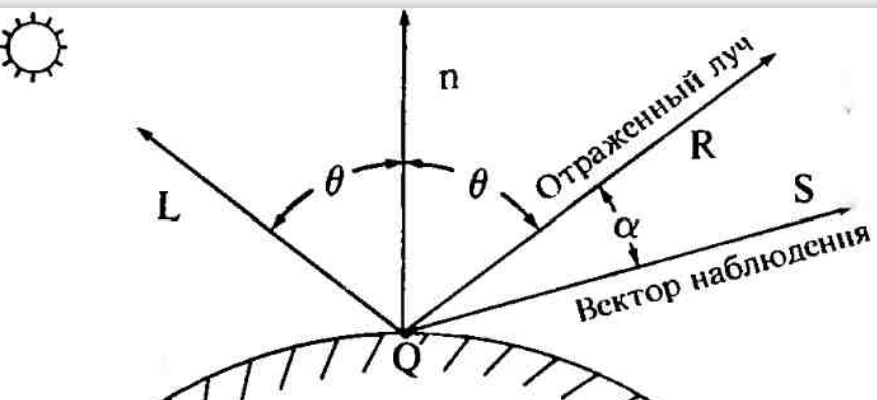 n
Отраженный луч
R
θ
θ
L
S
α
Вектор наблюдения
Q